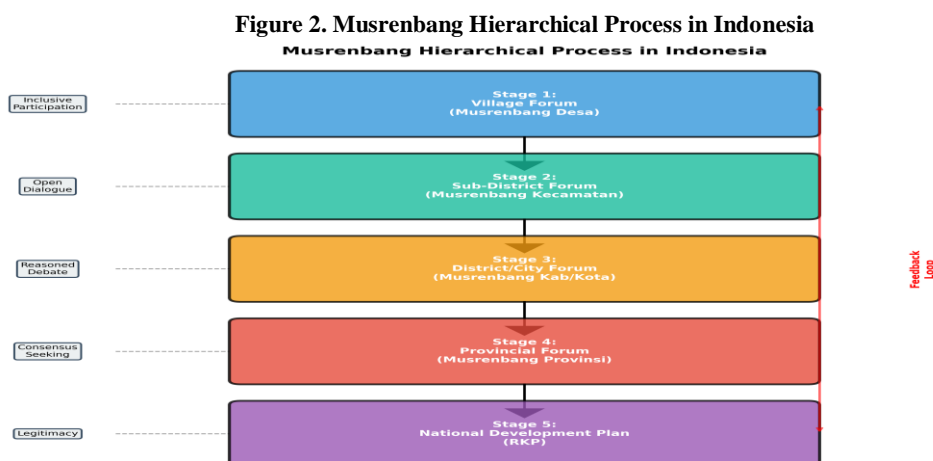 Figure 2. Musrenbang Hierarchical Process in Indonesia
Musrenbang Hierarchical Process in Indonesia
Inclusive
Participation
Stage 1:
Village Forum
(Musrenbang Desa)
Open
Dialogue
Stage 2:
Sub-District Forum
(Musrenbang Kecamatan)
Reasoned
Debate
Stage 3:
District/City Forum
(Musrenbang Kab/Kota)
Feedback
Loop
Consensus
Seeking
Stage 4:
Provincial Forum
(Musrenbang Provinsi)
Legitimacy
Stage 5:
National Development Plan
(RKP)